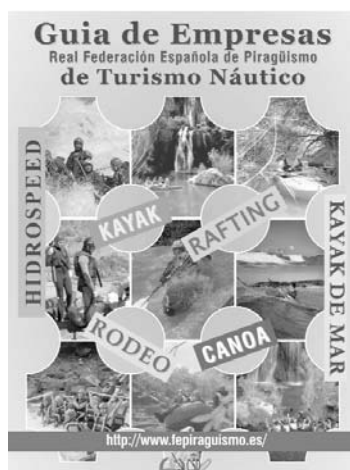 Guia de Empresas
Real Federación Española de Piragüismo
de Turismo Náutico
HIDROSPEED
KAYAK
RAFTING
KAYAK DE MAR
RODEO
CANOA
http://www.fepiraguismo.es/